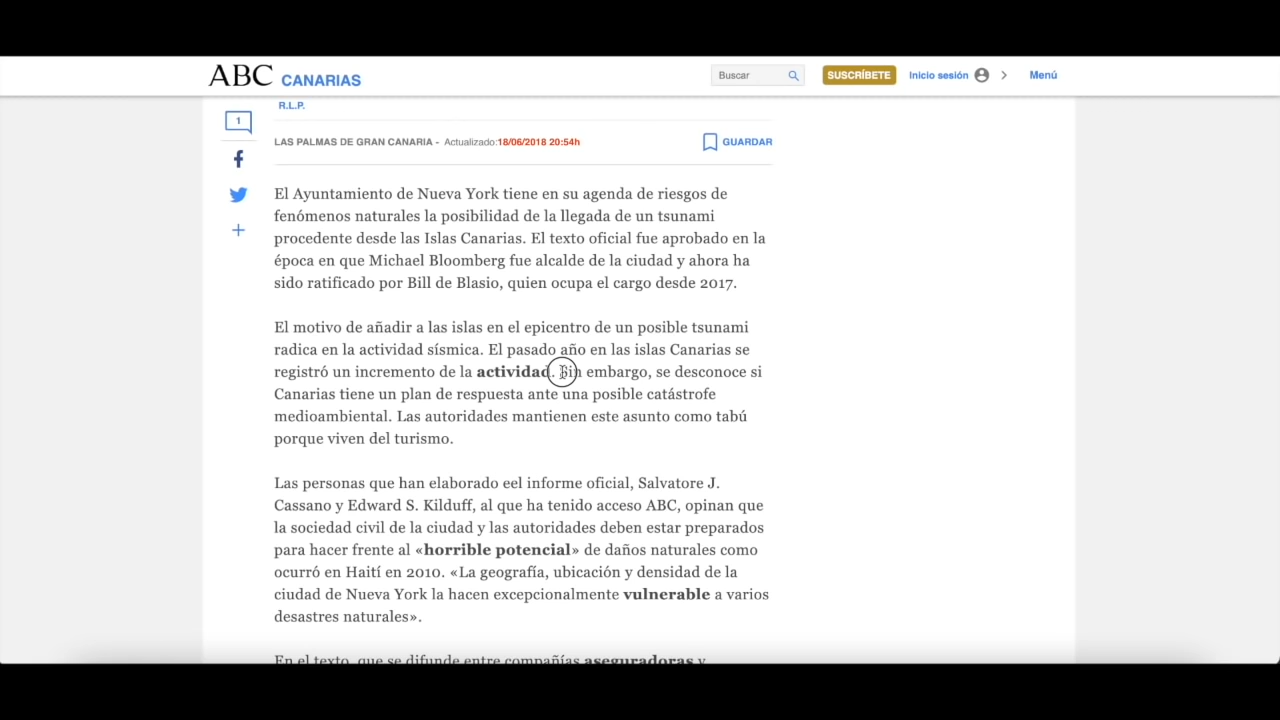 ABC CANARIAS
Buscar
SUSCRÍBETE
Inicio sesión
Menú
1
R.L.P.
LAS PALMAS DE GRAN CANARIA - Actualizado:18/06/2018 20:54h
GUARDAR
El Ayuntamiento de Nueva York tiene en su agenda de riesgos de
fenómenos naturales la posibilidad de la llegada de un tsunami
procedente desde las Islas Canarias. El texto oficial fue aprobado en la
época en que Michael Bloomberg fue alcalde de la ciudad y ahora ha
sido ratificado por Bill de Blasio, quien ocupa el cargo desde 2017.
El motivo de añadir a las islas en el epicentro de un posible tsunami
radica en la actividad sísmica. El pasado año en las islas Canarias se
registró un incremento de la actividad. Sin embargo, se desconoce si
Canarias tiene un plan de respuesta ante una posible catástrofe
medioambiental. Las autoridades mantienen este asunto como tabú
porque viven del turismo.
Las personas que han elaborado eel informe oficial, Salvatore J.
Cassano y Edward S. Kilduff, al que ha tenido acceso ABC, opinan que
la sociedad civil de la ciudad y las autoridades deben estar preparados
para hacer frente al «horrible potencial» de daños naturales como
ocurró en Haití en 2010. «La geografía, ubicación y densidad de la
ciudad de Nueva York la hacen excepcionalmente vulnerable a varios
desastres naturales».
En el texto, que se difunde entre compañías aseguradoras y